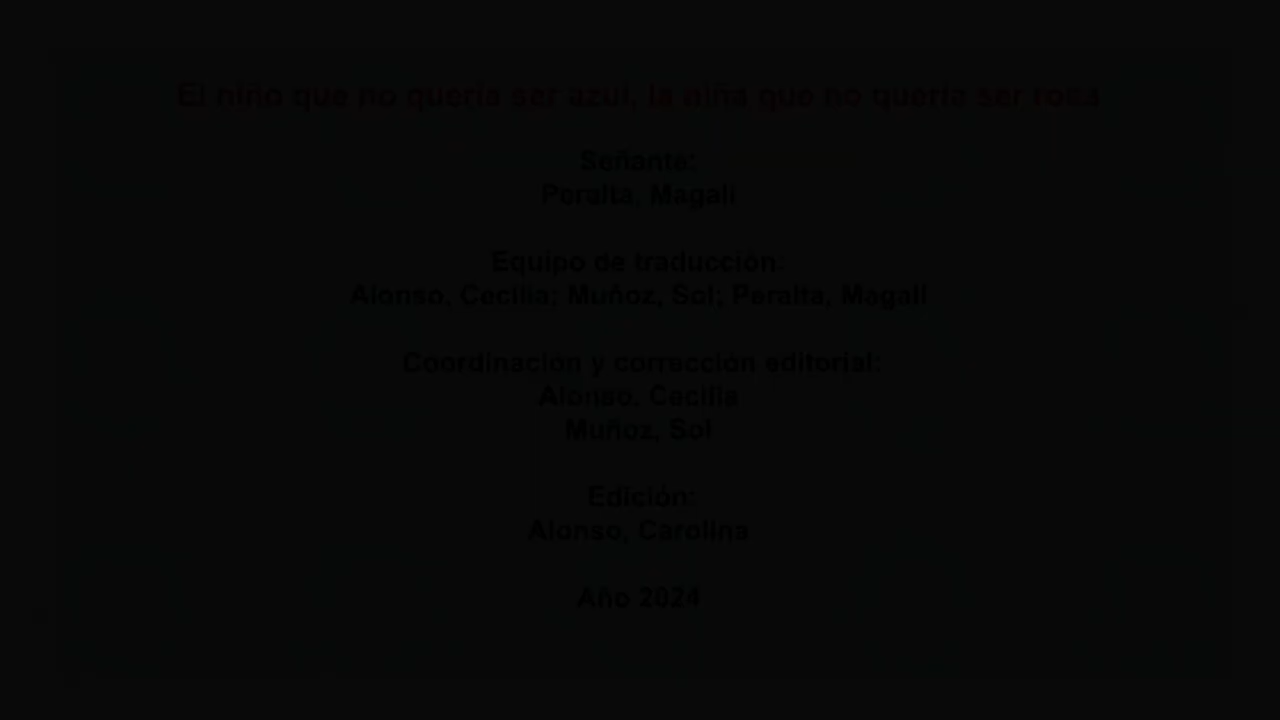 El niño que no quería ser azul, la niña que no quería ser rosa
Señante:
Peralta, Magalí
Equipo de traducción:
Alonso, Cecilia; Muñoz, Sol; Peralta, Magalí
Coordinación y corrección editorial:
Alonso, Cecilia
Muñoz, Sol
Edición:
Alonso, Carolina
Año 2024